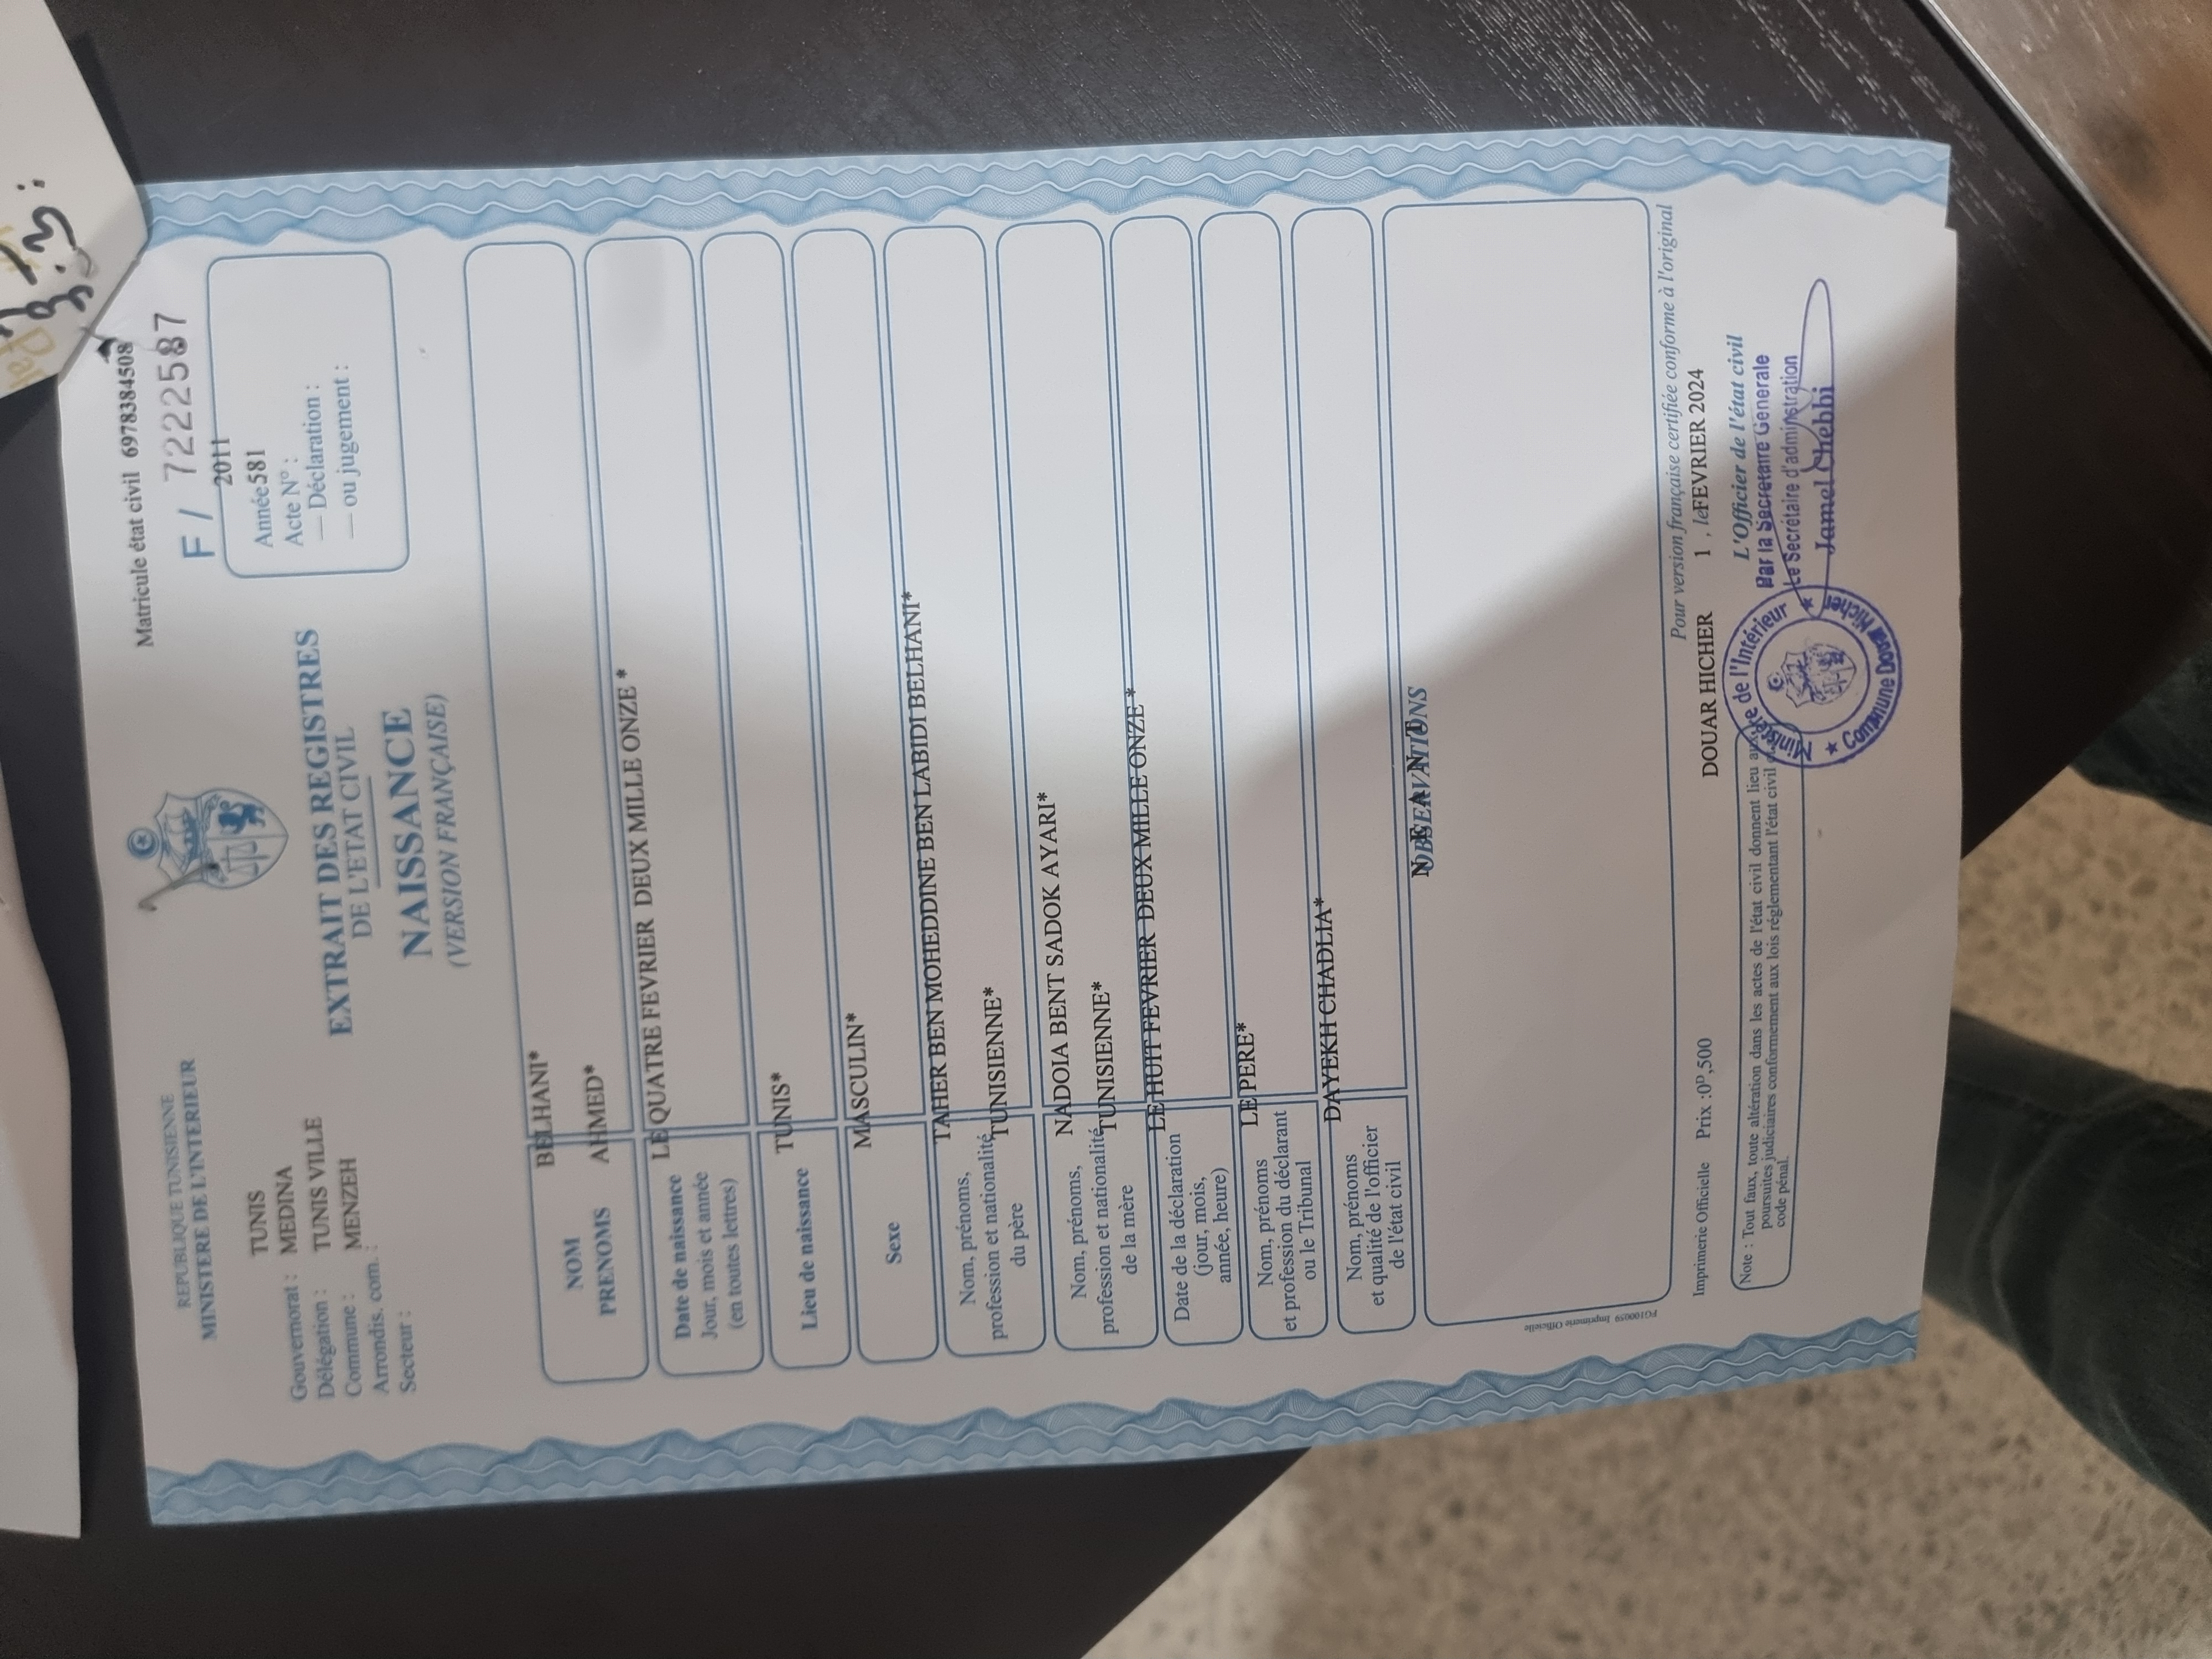 Matricule état civil 6978384508
F / 7222587
REPUBLIQUE TUNISIENNE
MINISTERE DE L'INTERIEUR
TUNIS
Gouvernorat :
Délégation : MEDINA
Commune : TUNIS VILLE
Arrondis. com. : MENZEH
Secteur :
2011
Année 581
Acte N° :
— Déclaration :
— ou jugement :
EXTRAIT DES REGISTRES
DE L'ETAT CIVIL
NAISSANCE
(VERSION FRANÇAISE)
NOM BELHANI*
PRENOMS AHMED*
Date de naissance
Jour, mois et année
(en toutes lettres)
LE QUATRE FEVRIER DEUX MILLE ONZE *
Lieu de naissance TUNIS*
Sexe MASCULIN*
Nom, prénoms,
profession et nationalité
du père
TAHER BEN MOHEDDINE BEN LABIDI BELHANI*
TUNISIENNE*
Nom, prénoms,
profession et nationalité
de la mère
NADOIA BENT SADOK AYARI*
TUNISIENNE*
Date de la déclaration
(jour, mois,
année, heure)
LE HUIT FEVRIER DEUX MILLE ONZE *
Nom, prénoms
et profession du déclarant
ou le Tribunal
LE PERE*
Nom, prénoms
et qualité de l'officier
de l'état civil
DAYEKH CHADLIA*
OBSERVATIONS
N E A N T
FG100059 Imprimerie Officielle
Pour version française certifiée conforme à l'original
Imprimerie Officielle Prix :0ᴰ,500
DOUAR HICHER 1 , le FEVRIER 2024
L'Officier de l'état civil
Par la Secrétaire Generale
Le Secrétaire d'administration
Jamel Chebbi
Ministère de l'Intérieur
★ Commune Douar Hicher ★
Note : Tout faux, toute altération dans les actes de l'état civil donnent lieu aux
poursuites judiciaires conformement aux lois réglementant l'état civil
code pénal.